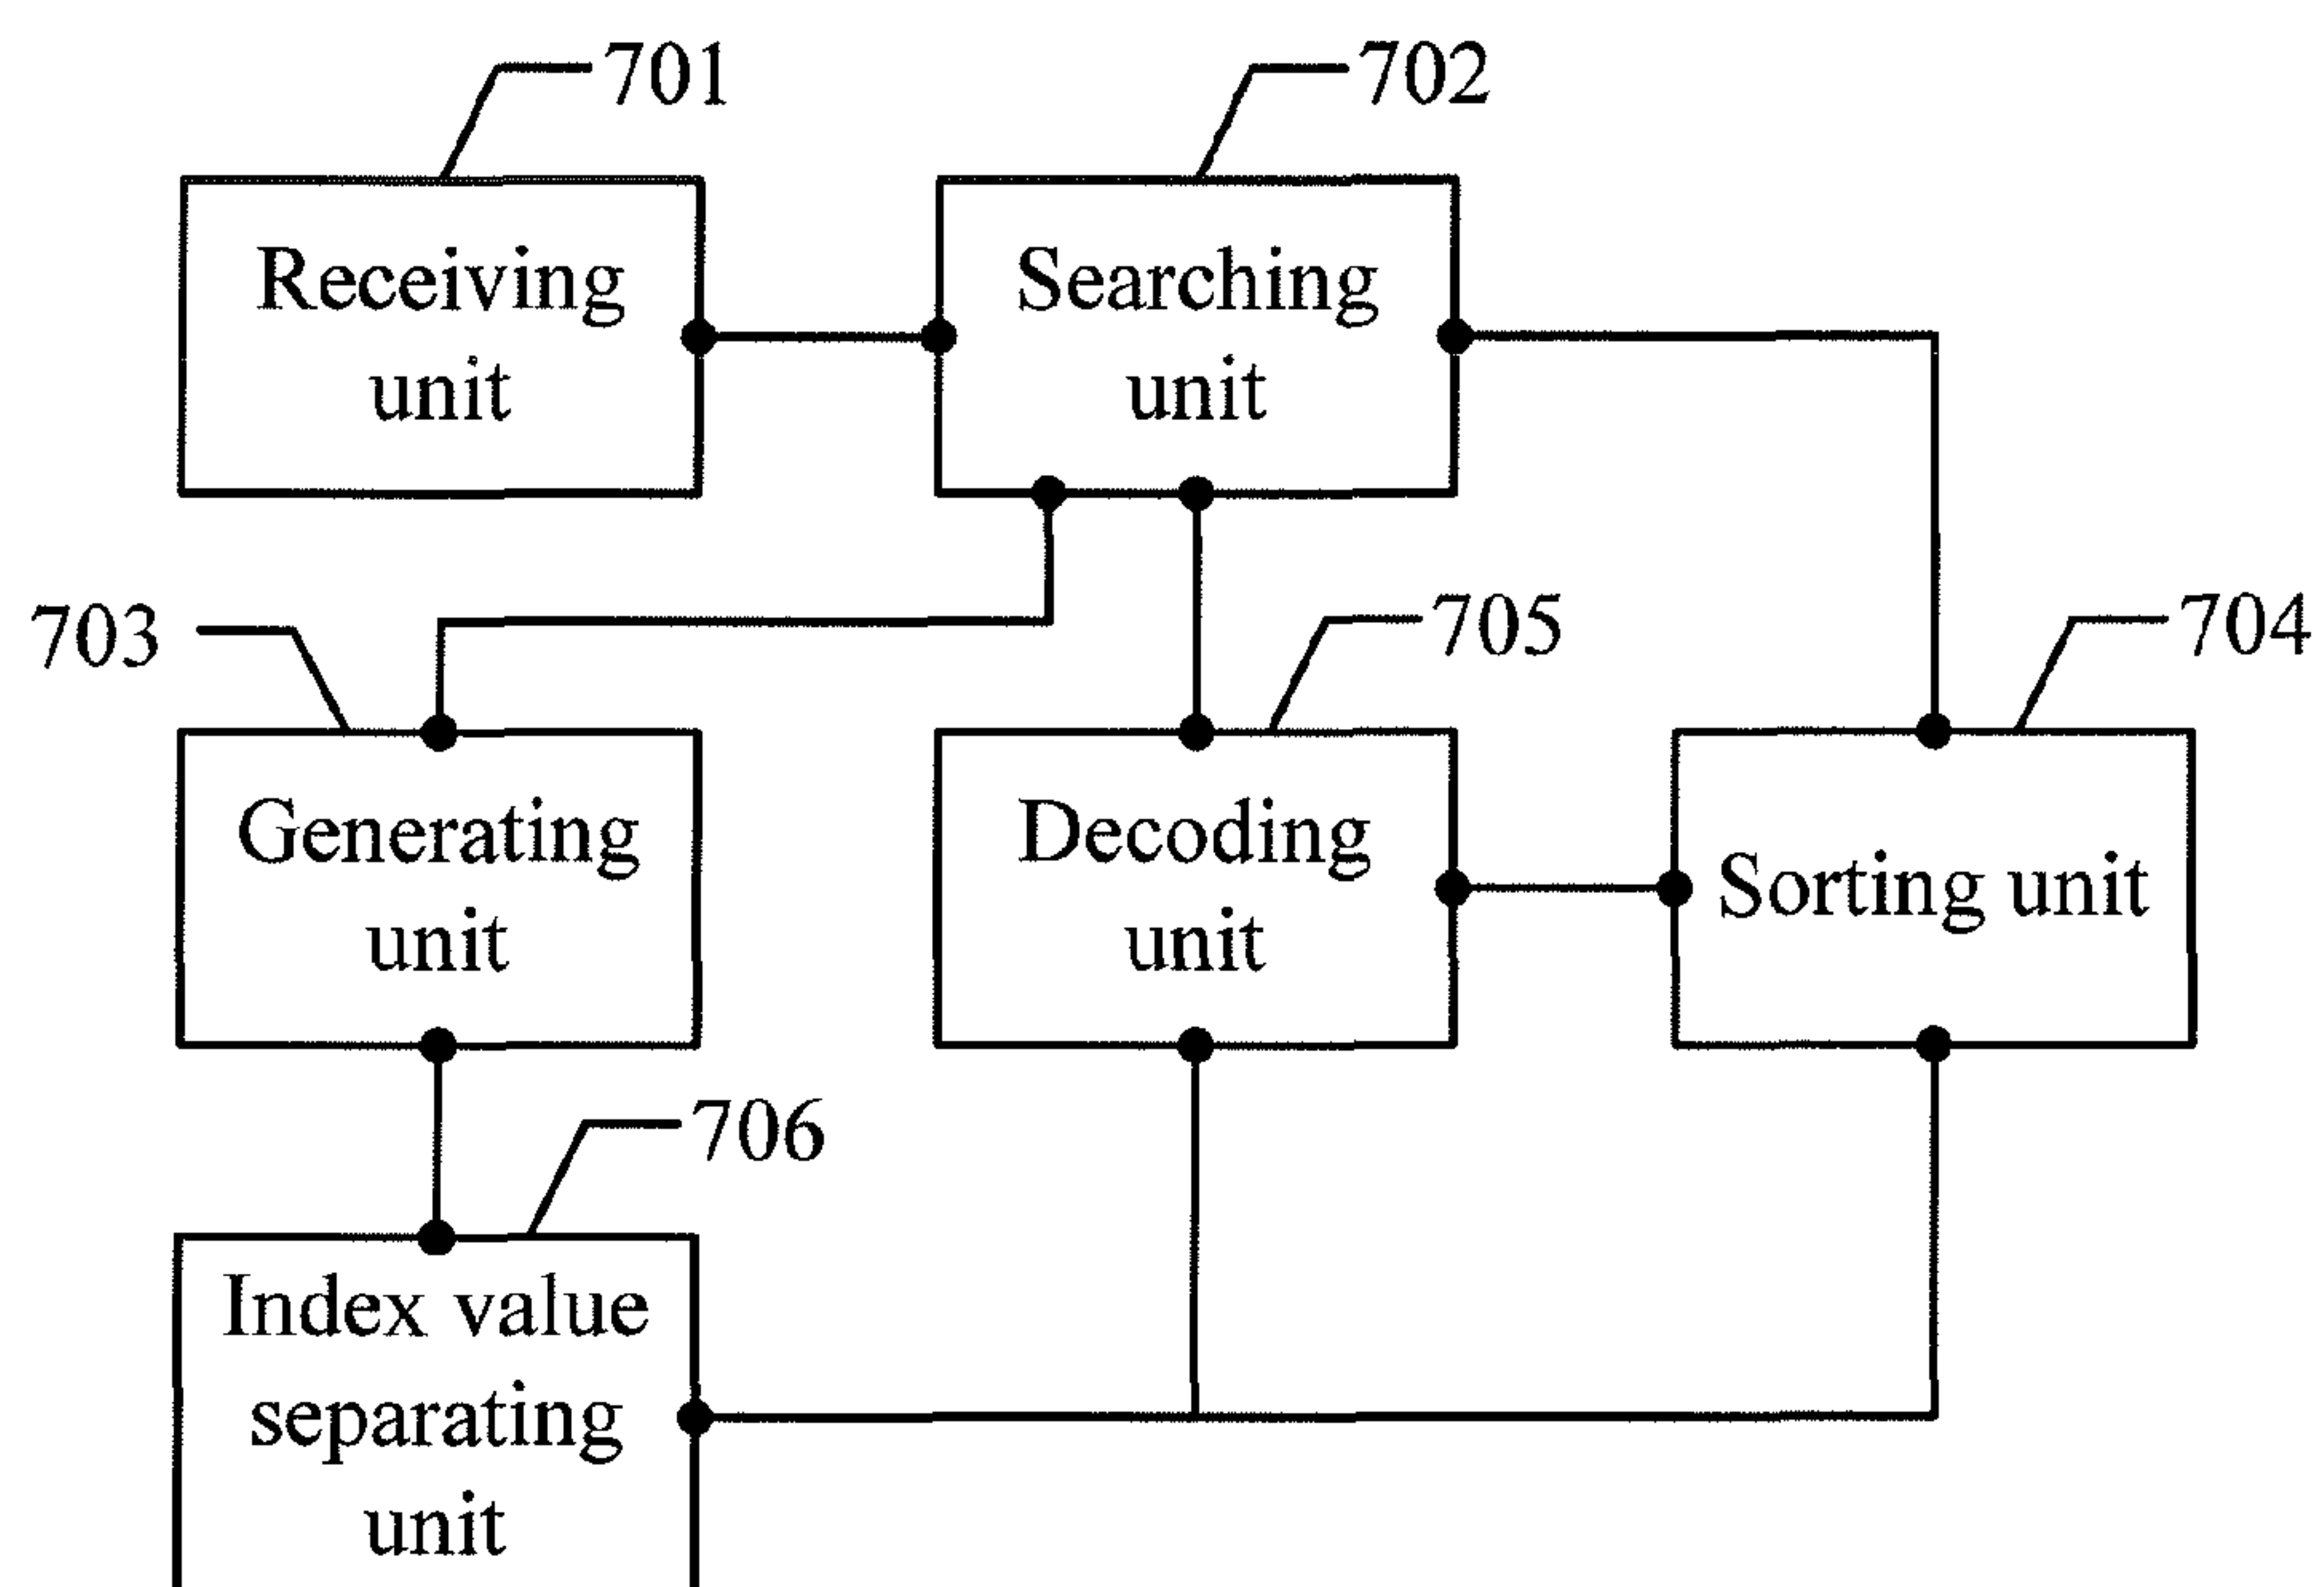 701
702
Receiving
unit
Searching
unit
703
705
704
Generating
unit
Decoding
unit
Sorting unit
706
Index value
separating
unit